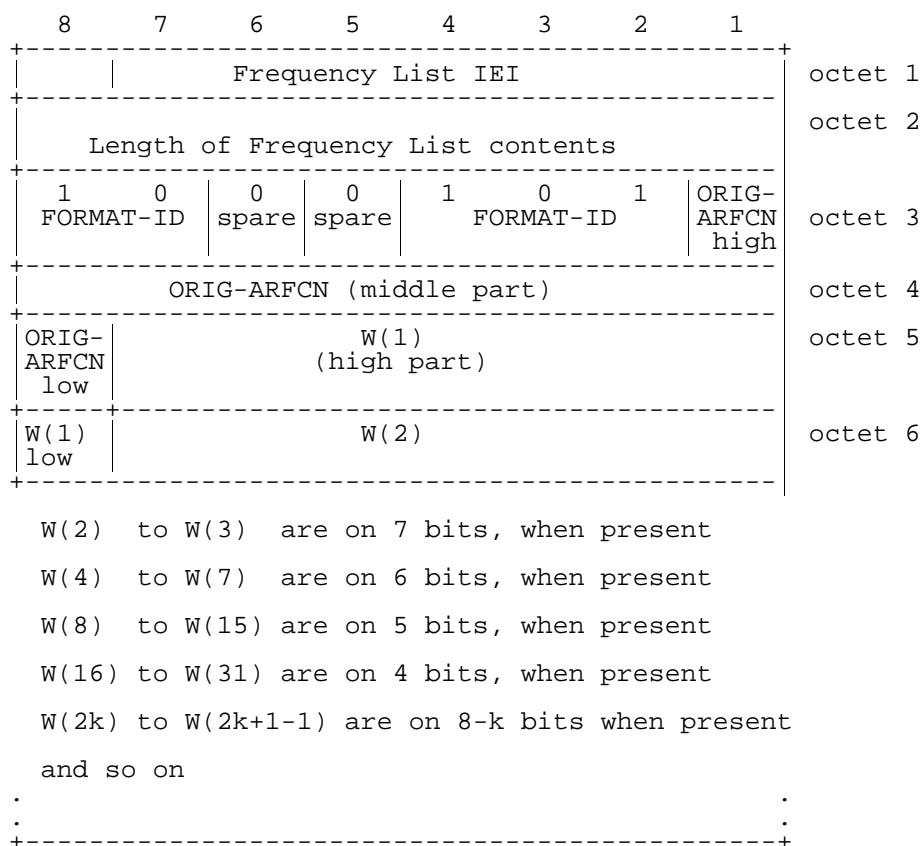 8 7 6 5 4 3 2 1
+-----------------------------------------------+
Frequency List IEI octet 1
+-----------------------------------------------
octet 2
Length of Frequency List contents
+-----------------------------------------------
1 0 0 0 1 0 1 ORIG-
FORMAT-ID spare spare FORMAT-ID ARFCN octet 3
high
+-----------------------------------------------
ORIG-ARFCN (middle part) octet 4
+-----------------------------------------------
ORIG- W(1) octet 5
ARFCN (high part)
low
+-----+-----------------------------------------
W(1) W(2) octet 6
low
+-----------------------------------------------
W(2) to W(3) are on 7 bits, when present
W(4) to W(7) are on 6 bits, when present
W(8) to W(15) are on 5 bits, when present
W(16) to W(31) are on 4 bits, when present
W(2k) to W(2k+1-1) are on 8-k bits when present
and so on
. .
. .
+-----------------------------------------------+